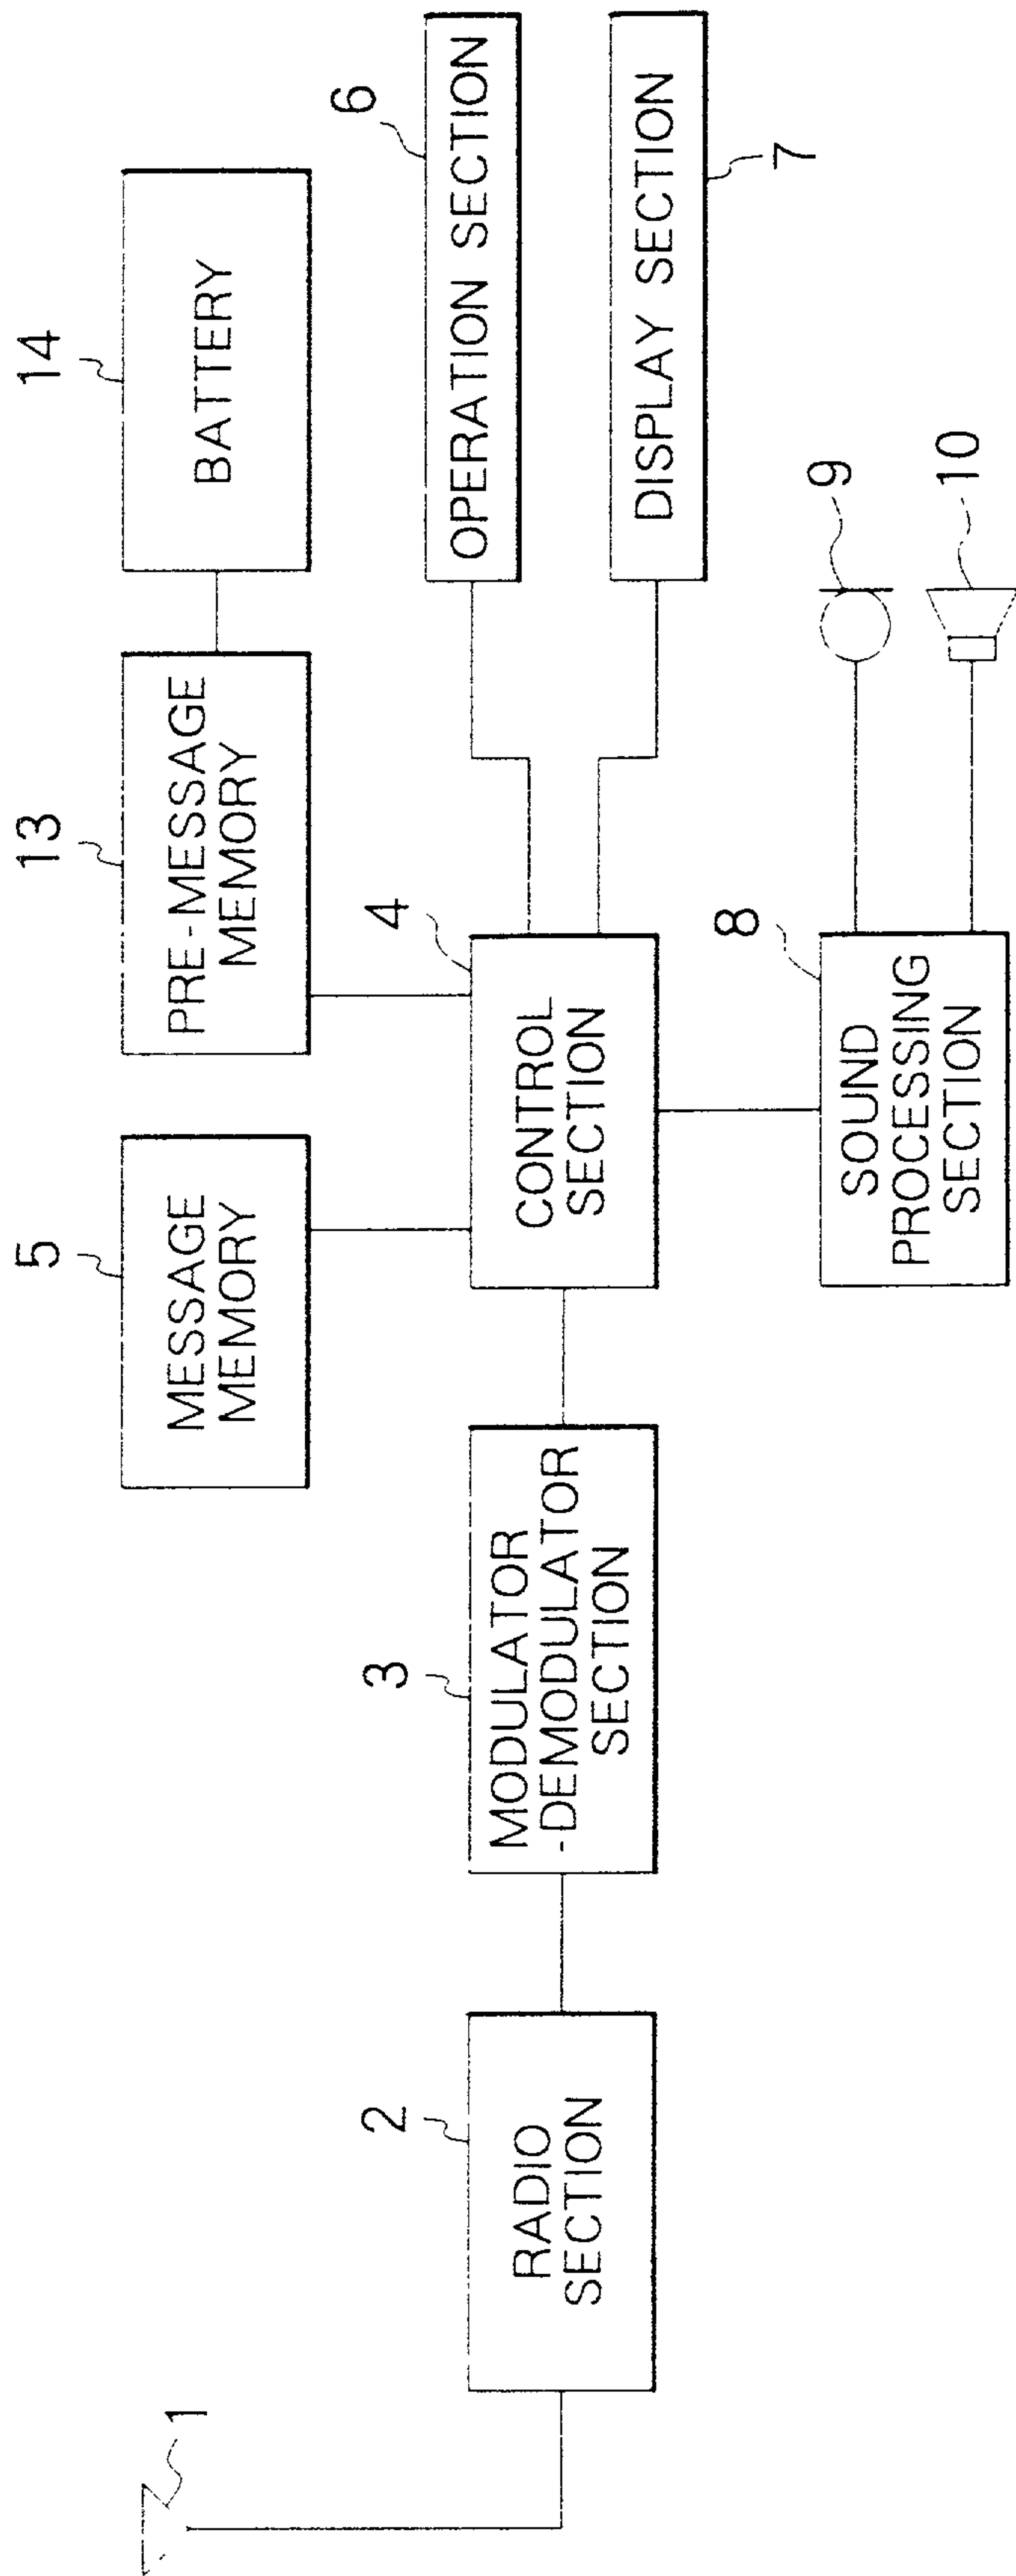 14
BATTERY
13
PRE-MESSAGE
MEMORY
5
MESSAGE
MEMORY
6
OPERATION SECTION
7
DISPLAY SECTION
4
CONTROL
SECTION
3
MODULATOR
-DEMODULATOR
SECTION
2
RADIO
SECTION
1
8
SOUND
PROCESSING
SECTION
9
10